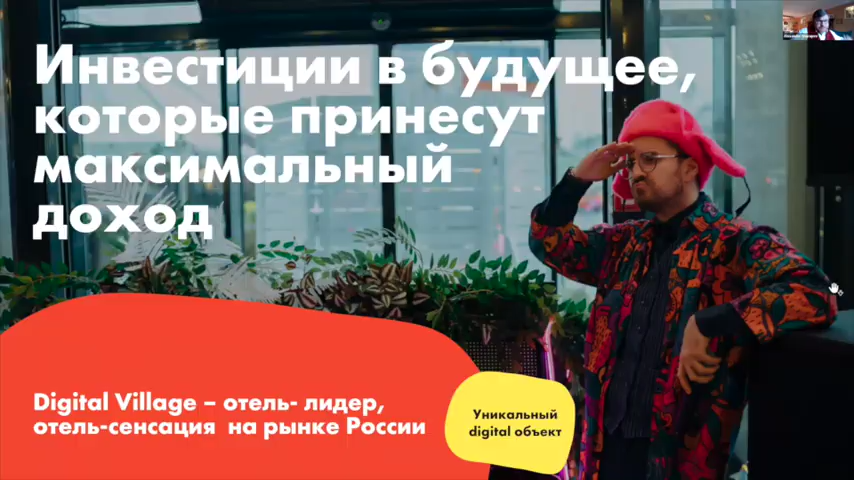 Инвестиции в будущее,
которые принесут
максимальный
доход
Digital Village – отель- лидер,
отель-сенсация на рынке России
Уникальный
digital объект